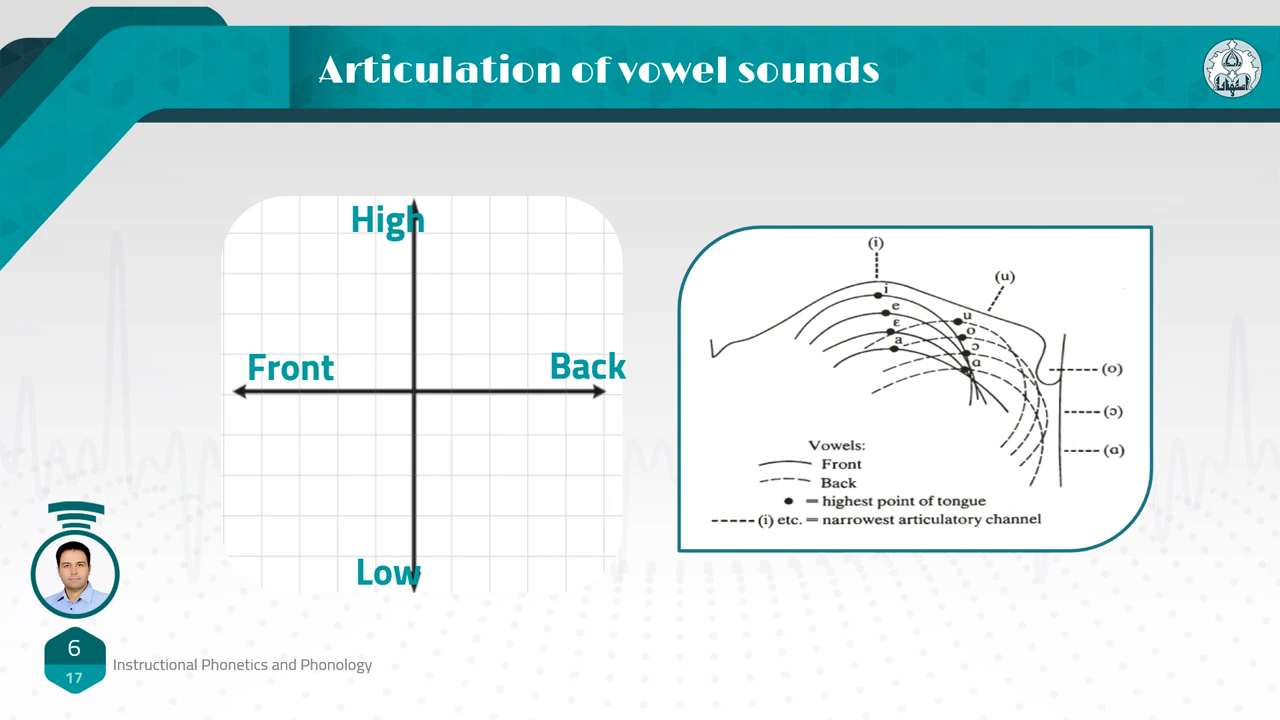 Articulation of vowel sounds
High
Front
Back
Low
(i)
(u)
i
e
ɛ
a
u
o
ɔ
ɑ
(o)
(ɔ)
(ɑ)
Vowels:
Front
Back
= highest point of tongue
(i) etc. = narrowest articulatory channel
6
17
Instructional Phonetics and Phonology